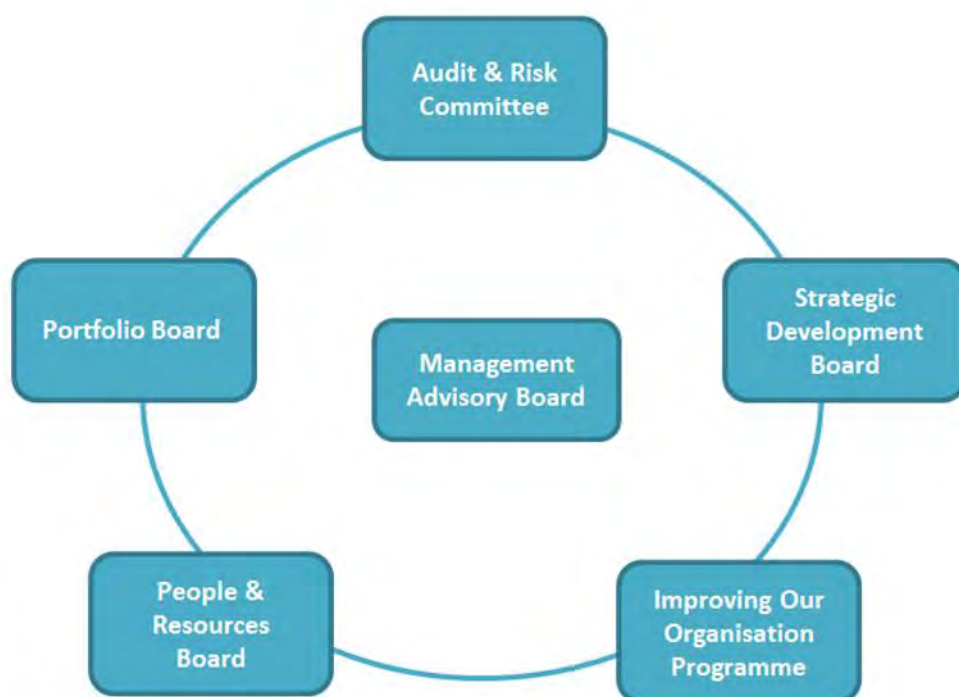 Audit & Risk
Committee
Portfolio Board
Strategic
Development
Board
Management
Advisory Board
People &
Resources
Board
Improving Our
Organisation
Programme